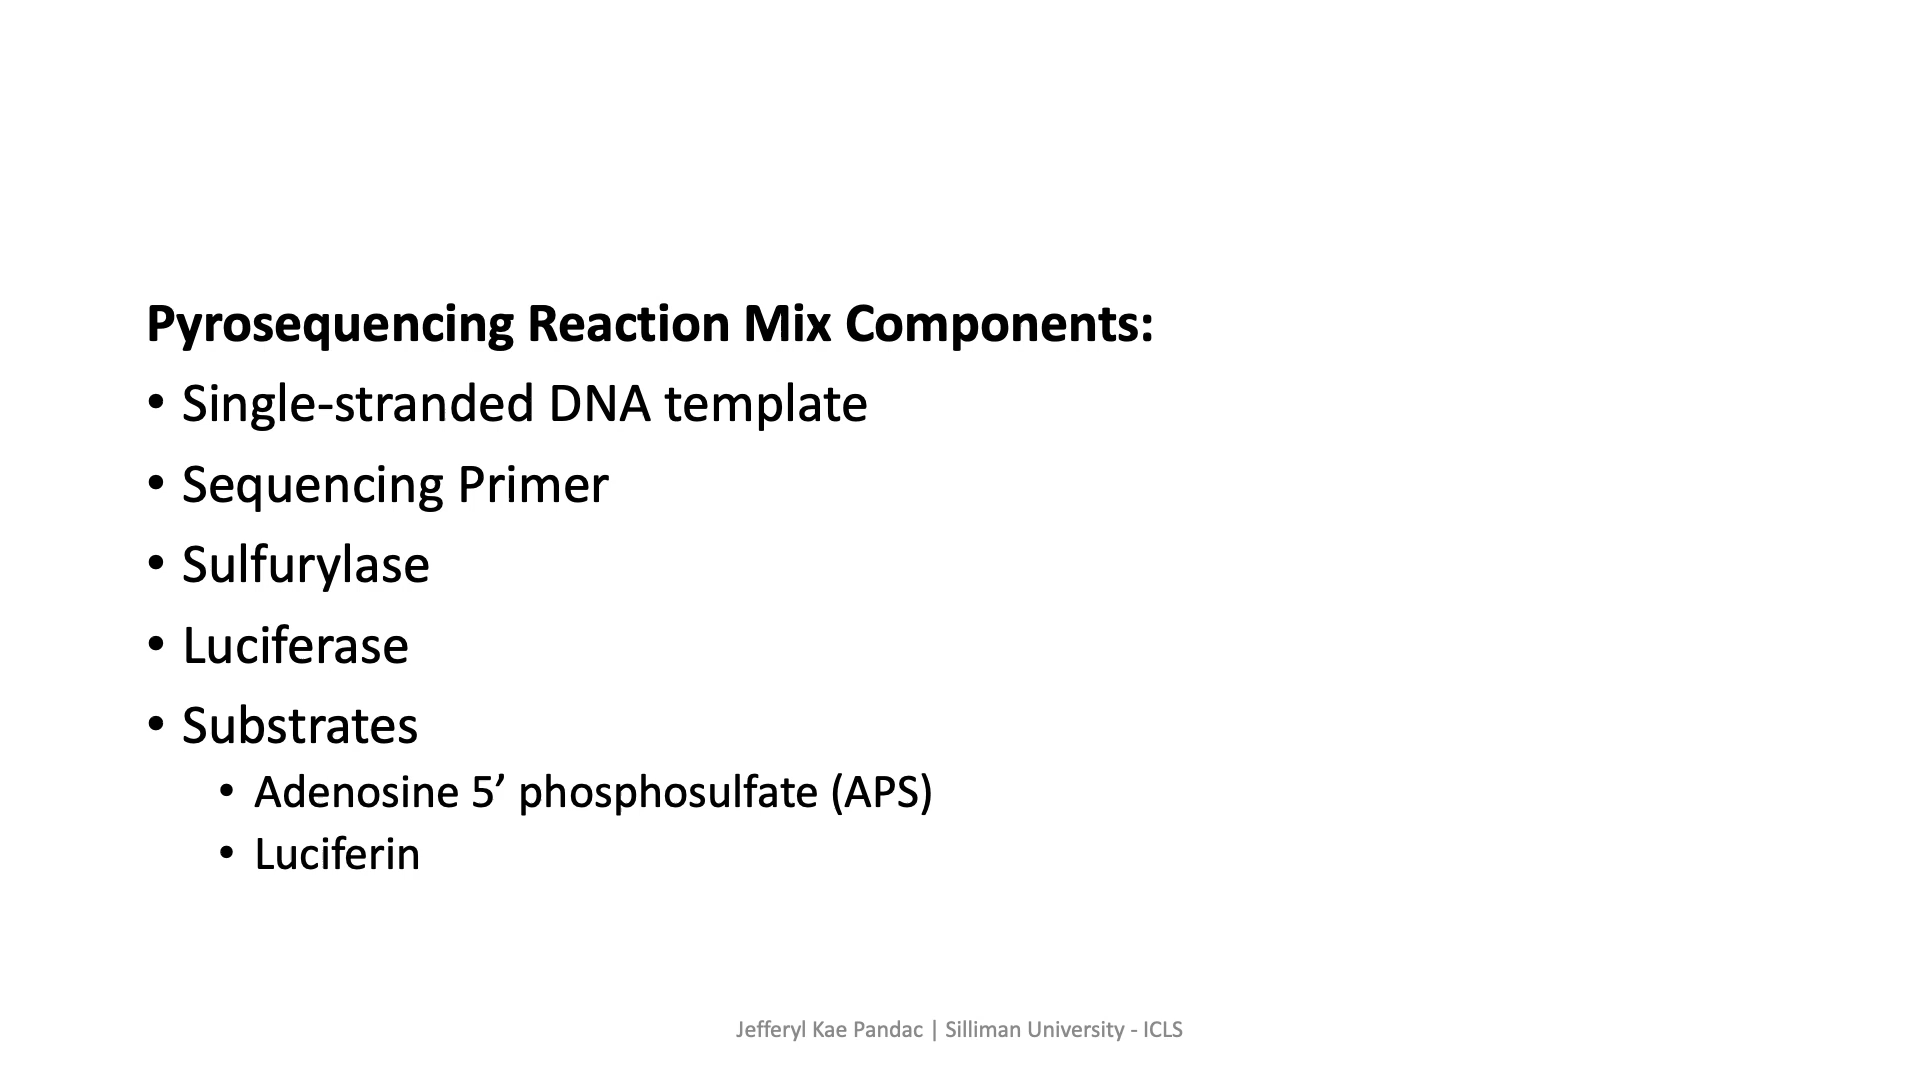 Pyrosequencing Reaction Mix Components:
• Single-stranded DNA template
• Sequencing Primer
• Sulfurylase
• Luciferase
• Substrates
• Adenosine 5’ phosphosulfate (APS)
• Luciferin
Jefferyl Kae Pandac | Silliman University - ICLS